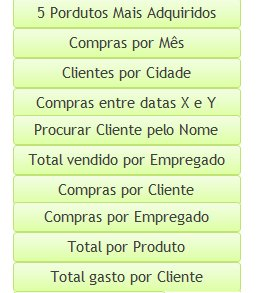 5 Pordutos Mais Adquiridos
Compras por Mês
Clientes por Cidade
Compras entre datas X e Y
Procurar Cliente pelo Nome
Total vendido por Empregado
Compras por Cliente
Compras por Empregado
Total por Produto
Total gasto por Cliente